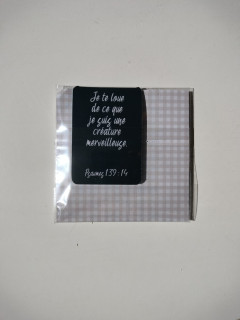 Je te loue
de ce que
je suis une
créature
merveilleuse.
Psaumes 139 : 14